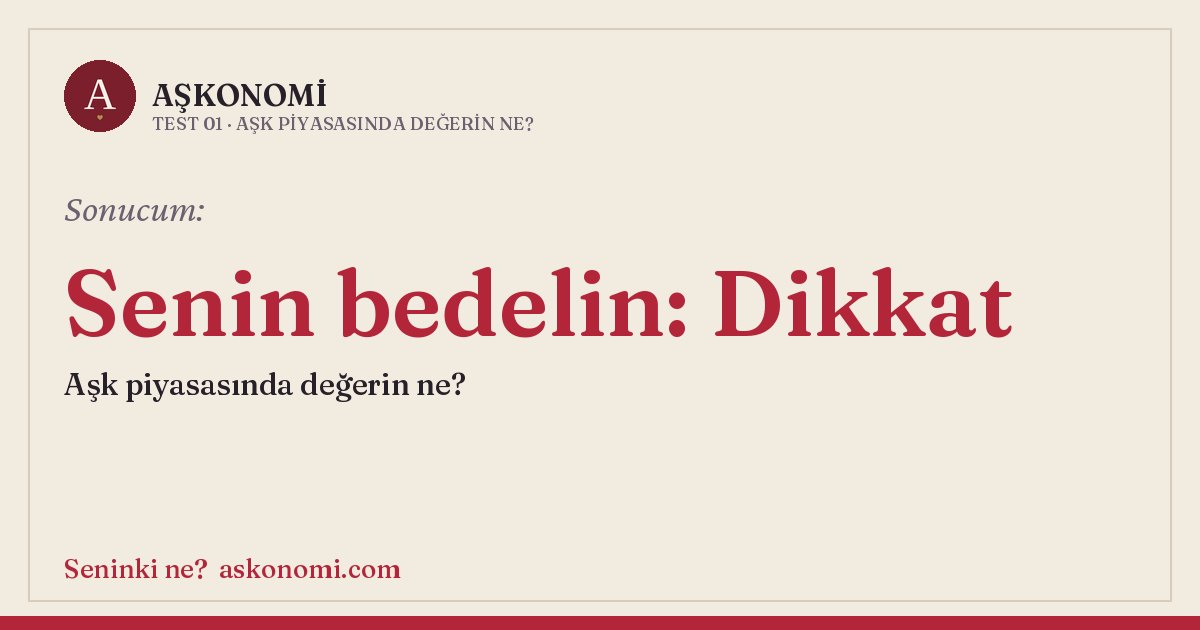 A
AŞKONOMİ
TEST 01 · AŞK PİYASASINDA DEĞERİN NE?
Sonucum:
Senin bedelin: Dikkat
Aşk piyasasında değerin ne?
Seninki ne? askonomi.com